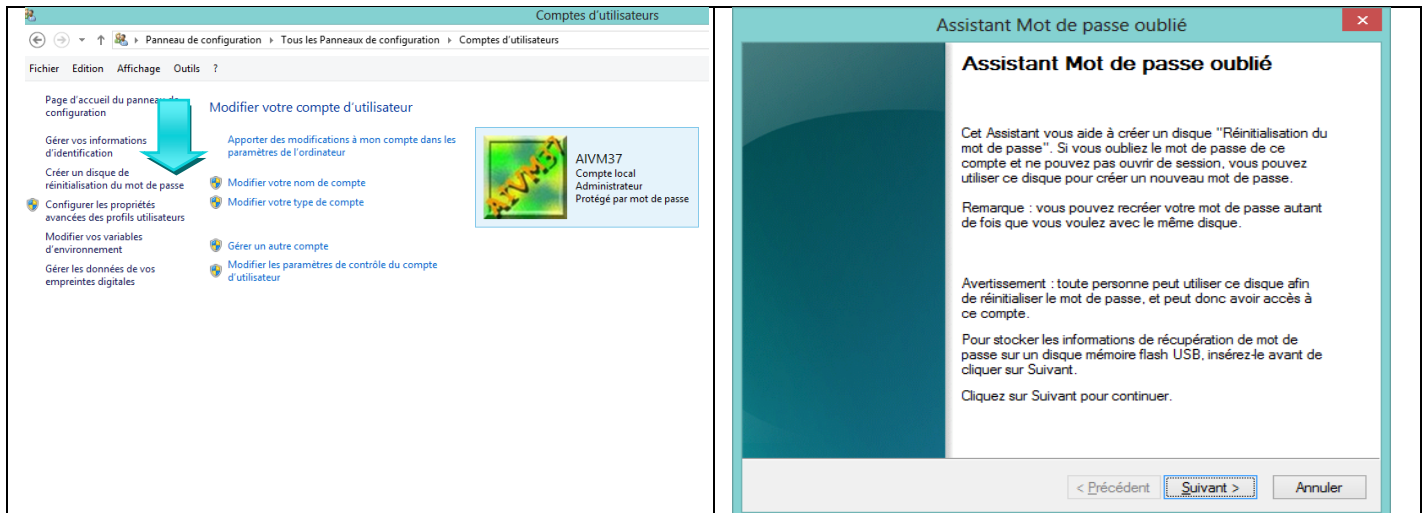 Comptes d'utilisateurs
Panneau de configuration
Tous les Panneaux de configuration
Comptes d'utilisateurs
Fichier Edition Affichage Outils ?
Page d'accueil du panneau de
configuration
Gérer vos informations
d'identification
Créer un disque de
réinitialisation du mot de passe
Configurer les propriétés
avancées des profils utilisateurs
Modifier vos variables
d'environnement
Gérer les données de vos
empreintes digitales
Modifier votre compte d'utilisateur
Apporter des modifications à mon compte dans les
paramètres de l'ordinateur
Modifier votre nom de compte
Modifier votre type de compte
Gérer un autre compte
Modifier les paramètres de contrôle du compte
d'utilisateur
AIVM37
AIVM37
Compte local
Administrateur
Protégé par mot de passe
Assistant Mot de passe oublié
Assistant Mot de passe oublié
Cet Assistant vous aide à créer un disque "Réinitialisation du
mot de passe". Si vous oubliez le mot de passe de ce
compte et ne pouvez pas ouvrir de session, vous pouvez
utiliser ce disque pour créer un nouveau mot de passe.
Remarque : vous pouvez recréer votre mot de passe autant
de fois que vous voulez avec le même disque.
Avertissement : toute personne peut utiliser ce disque afin
de réinitialiser le mot de passe, et peut donc avoir accès à
ce compte.
Pour stocker les informations de récupération de mot de
passe sur un disque mémoire flash USB, insérez-le avant de
cliquer sur Suivant.
Cliquez sur Suivant pour continuer.
< Précédent
Suivant >
Annuler